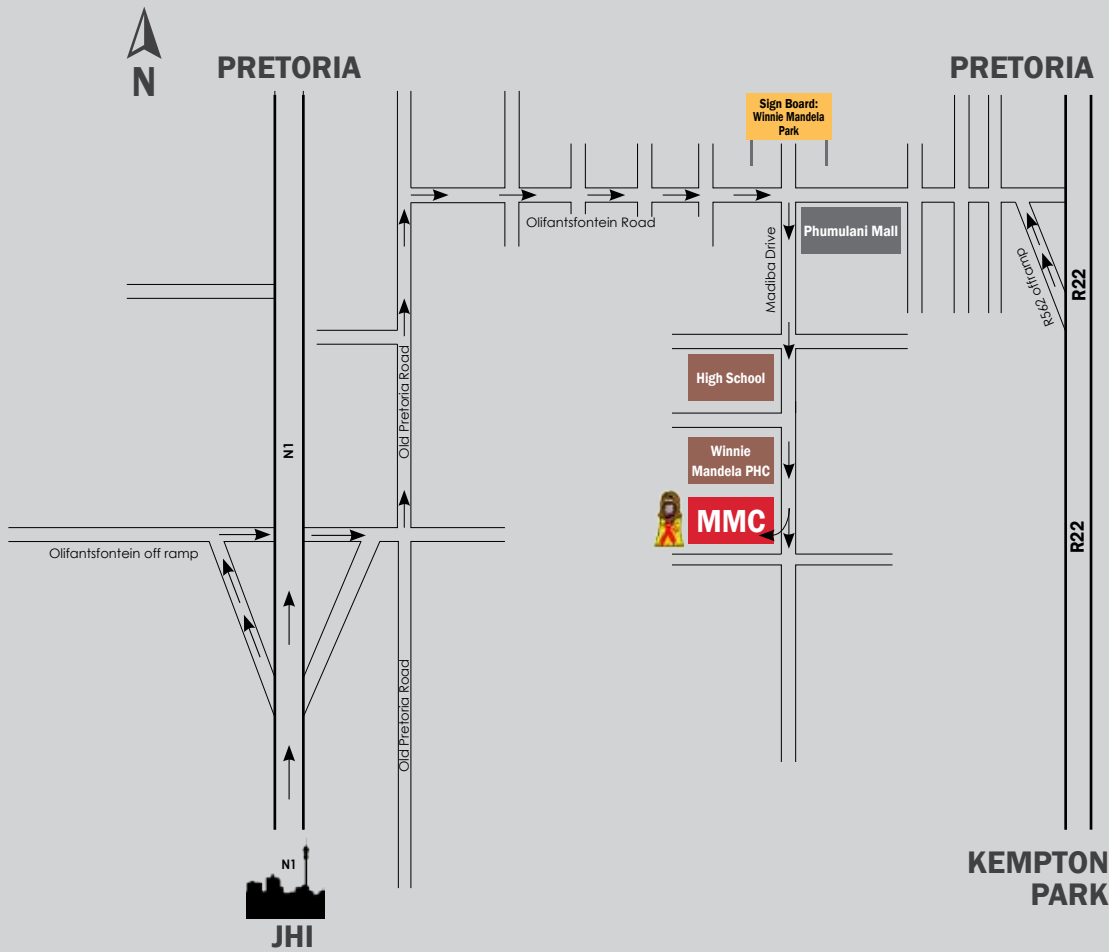 N
PRETORIA
PRETORIA
Sign Board:
Winnie Mandela
Park
Olifantsfontein Road
Madiba Drive
Phumulani Mall
R562 offramp
R22
Old Pretoria Road
High School
N1
Winnie
Mandela PHC
MMC
R22
Olifantsfontein off ramp
Old Pretoria Road
N1
JHI
KEMPTON
PARK